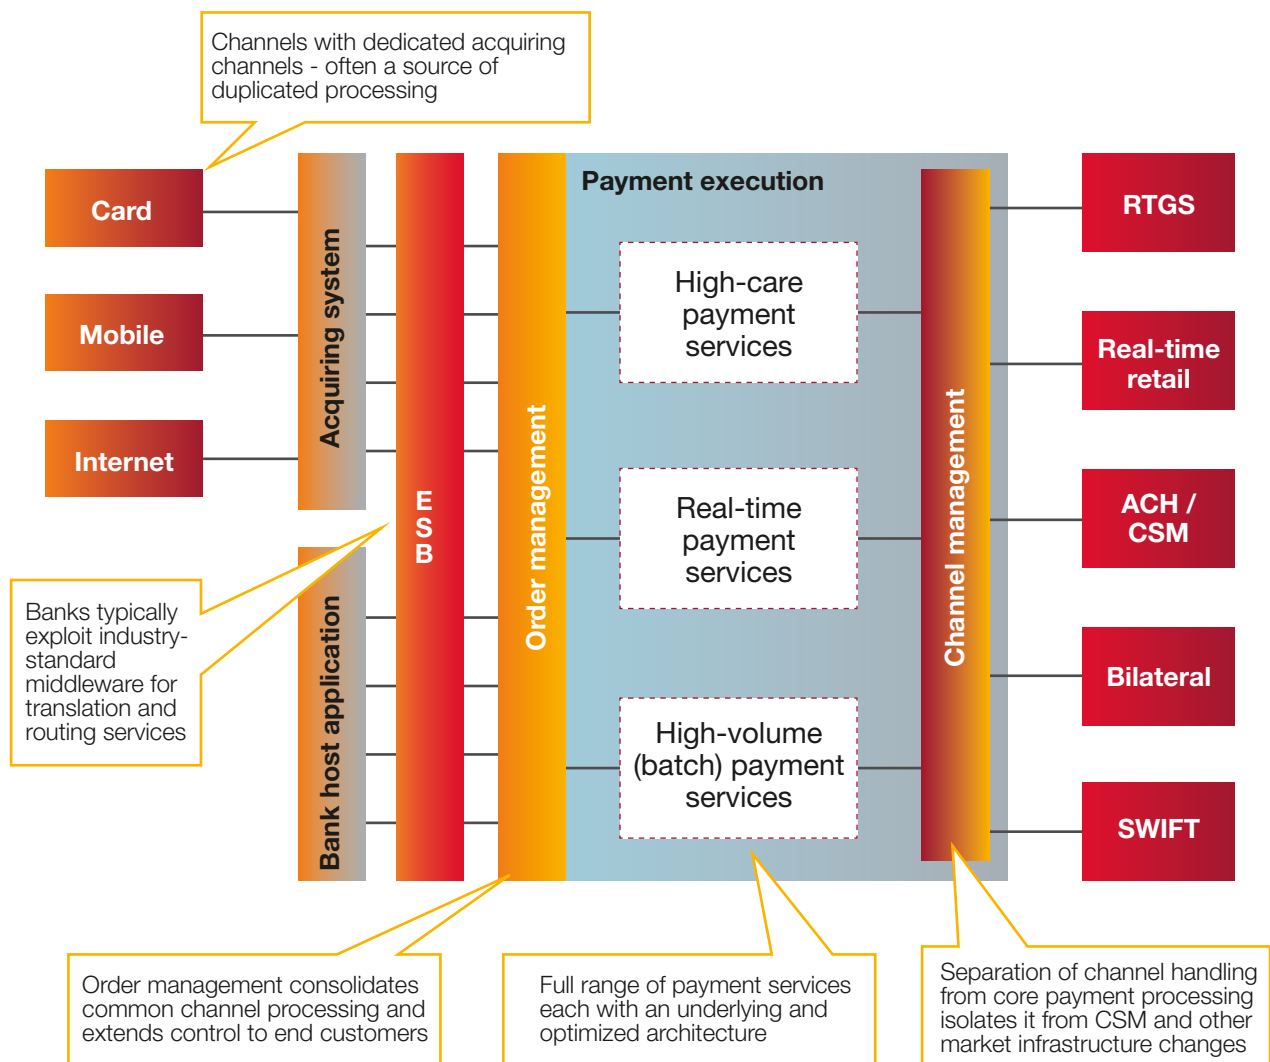 Channels with dedicated acquiring
channels - often a source of
duplicated processing
Card
Mobile
Internet
Acquiring system
Bank host application
E
S
B
Order management
Payment execution
High-care
payment
services
Real-time
payment
services
High-volume
(batch) payment
services
Channel management
RTGS
Real-time
retail
ACH /
CSM
Bilateral
SWIFT
Banks typically
exploit industry-
standard
middleware for
translation and
routing services
Order management consolidates
common channel processing and
extends control to end customers
Full range of payment services
each with an underlying and
optimized architecture
Separation of channel handling
from core payment processing
isolates it from CSM and other
market infrastructure changes